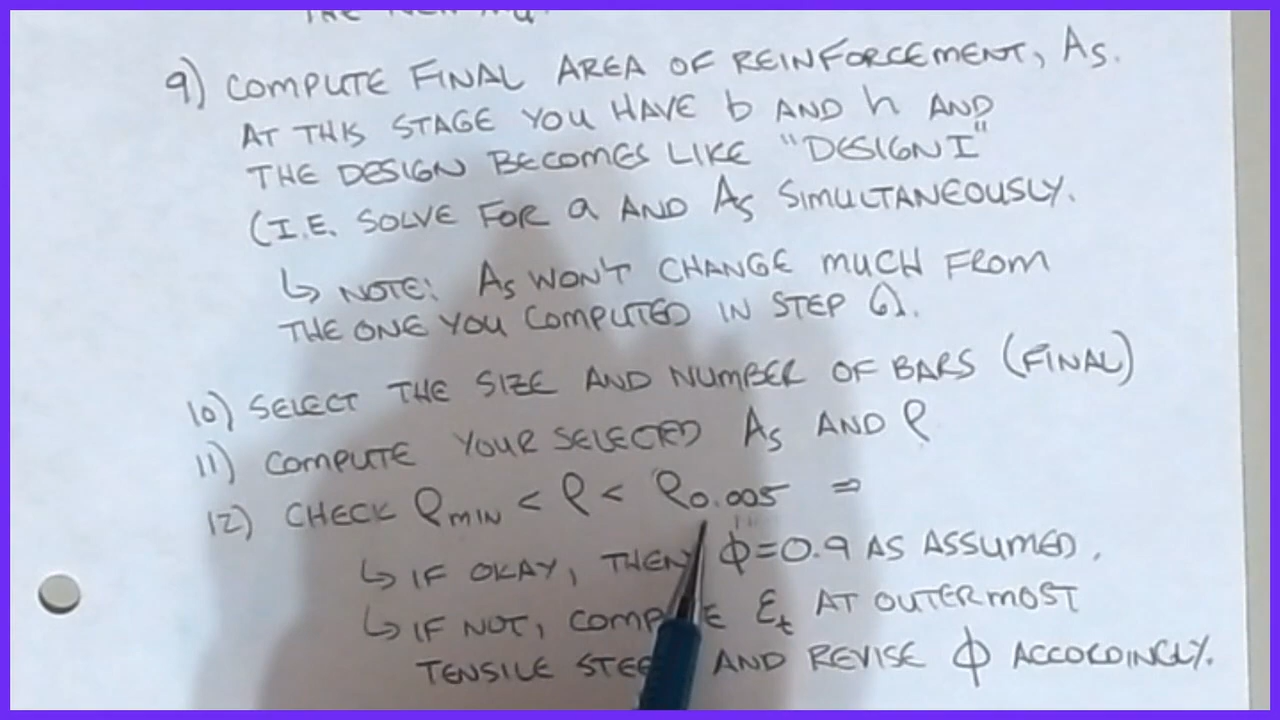 9) COMPUTE FINAL AREA OF REINFORCEMENT, As.
AT THIS STAGE YOU HAVE b AND h AND
THE DESIGN BECOMES LIKE "DESIGN I"
(I.E. SOLVE FOR a AND As SIMULTANEOUSLY.
↳ NOTE: As WON'T CHANGE MUCH FROM
THE ONE YOU COMPUTED IN STEP 6).
10) SELECT THE SIZE AND NUMBER OF BARS (FINAL)
11) COMPUTE YOUR SELECTED As AND ρ
12) CHECK ρMIN < ρ < ρ0.005 ⇒
↳ IF OKAY, THEN ϕ=0.9 AS ASSUMED.
↳ IF NOT, COMPUTE Ɛt AT OUTERMOST
TENSILE STEEL AND REVISE ϕ ACCORDINGLY.